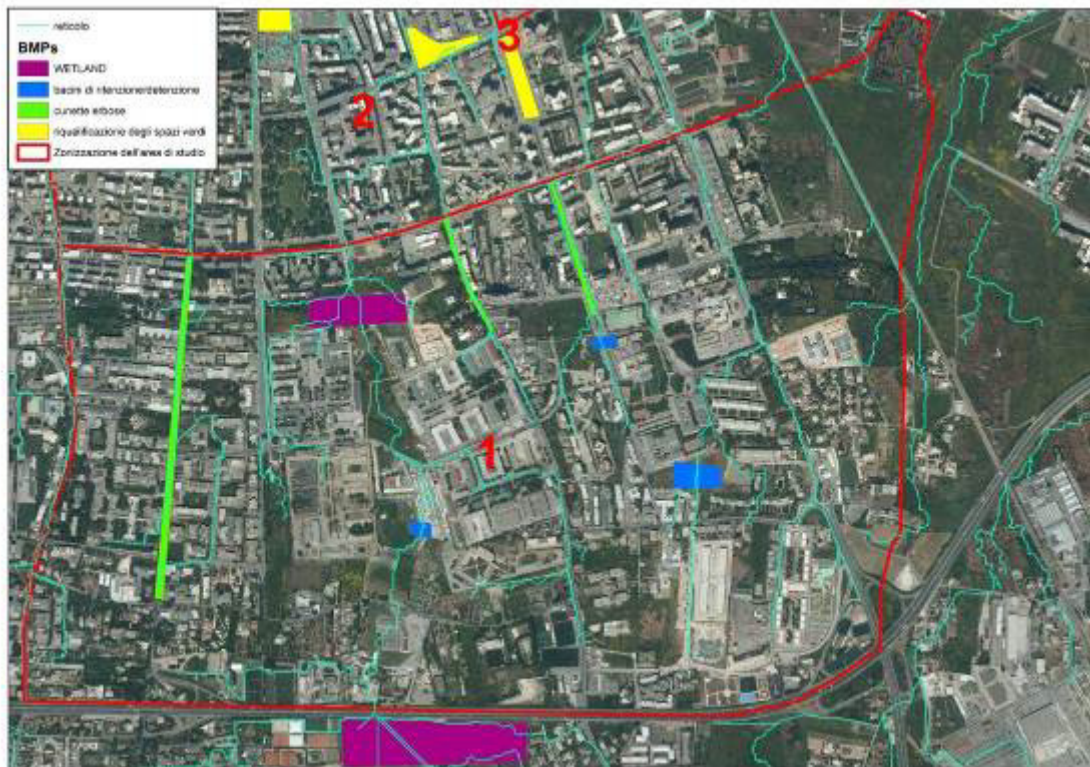 reticolo
BMPs
WETLAND
bacini di ritenzione/detenzione
cunette erbose
riqualificazione degli spazi verdi
Zonizzazione dell'area di studio
3
2
1